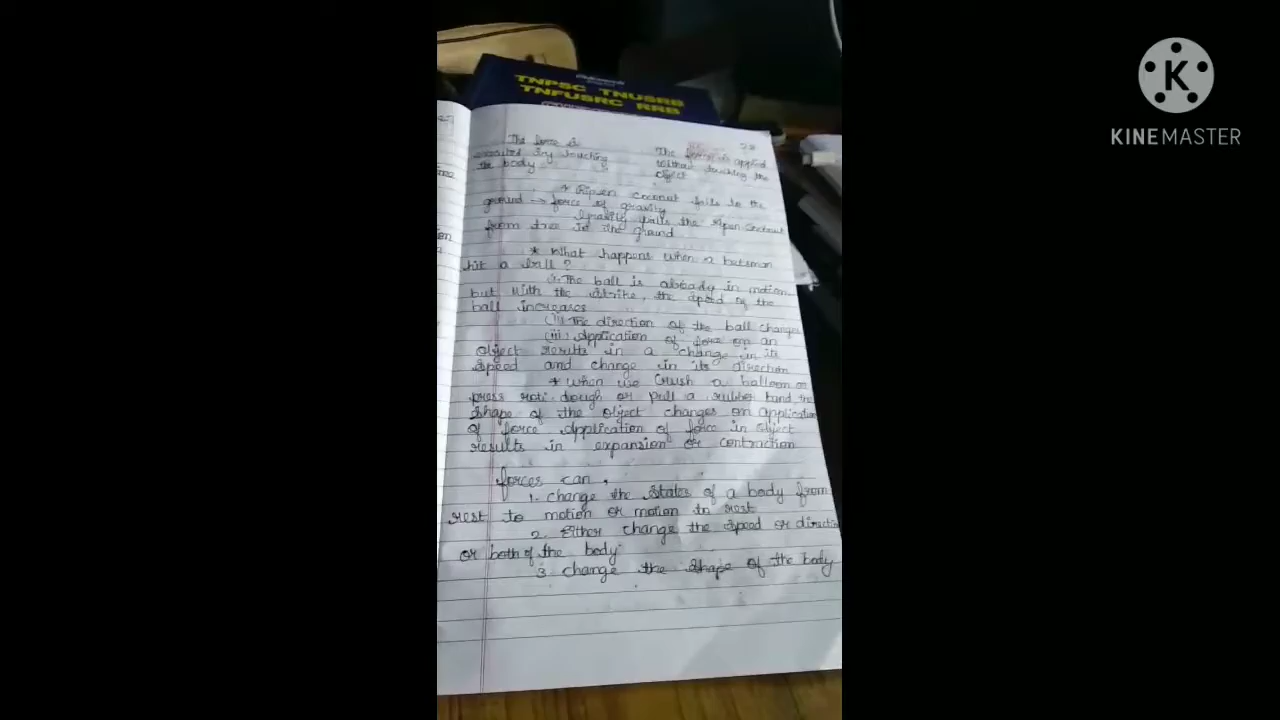 KINEMASTER
TNPSC TNUSRB
TNFUSRC RRB
The force is
executed by touching
the body
The force is applied
without touching the
object
* Ripen coconut falls to the
ground → force of gravity
Gravity pulls the ripen coconut
from tree to the ground
* What happens when a batsman
hit a ball?
i. The ball is already in motion
but with the strike, the speed of the
ball increases
(ii) The direction of the ball changes
(iii) Application of force on an
object results in a change in its
speed and change in its direction
* when we crush a balloon or
press roti dough or pull a rubber band the
shape of the object changes on application
of force Application of force in object
results in expansion or contraction
forces can,
1. change the states of a body from
rest to motion or motion to rest
2. Either change the speed or directin
or both of the body
3. change the shape of the body